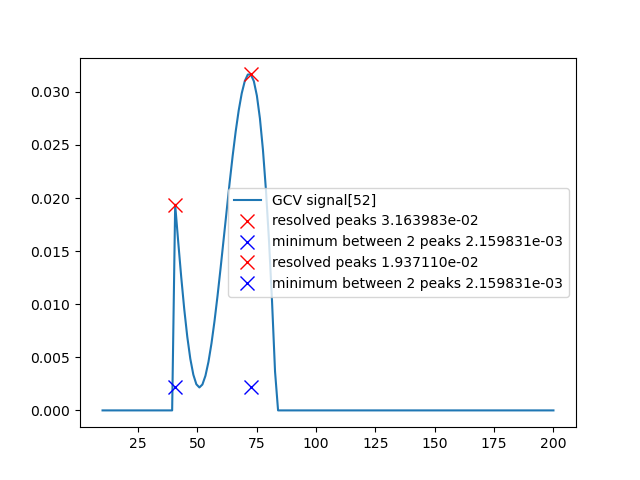 0.030
0.025
0.020
0.015
0.010
0.005
0.000
GCV signal[52]
resolved peaks 3.163983e-02
minimum between 2 peaks 2.159831e-03
resolved peaks 1.937110e-02
minimum between 2 peaks 2.159831e-03
25 50 75 100 125 150 175 200